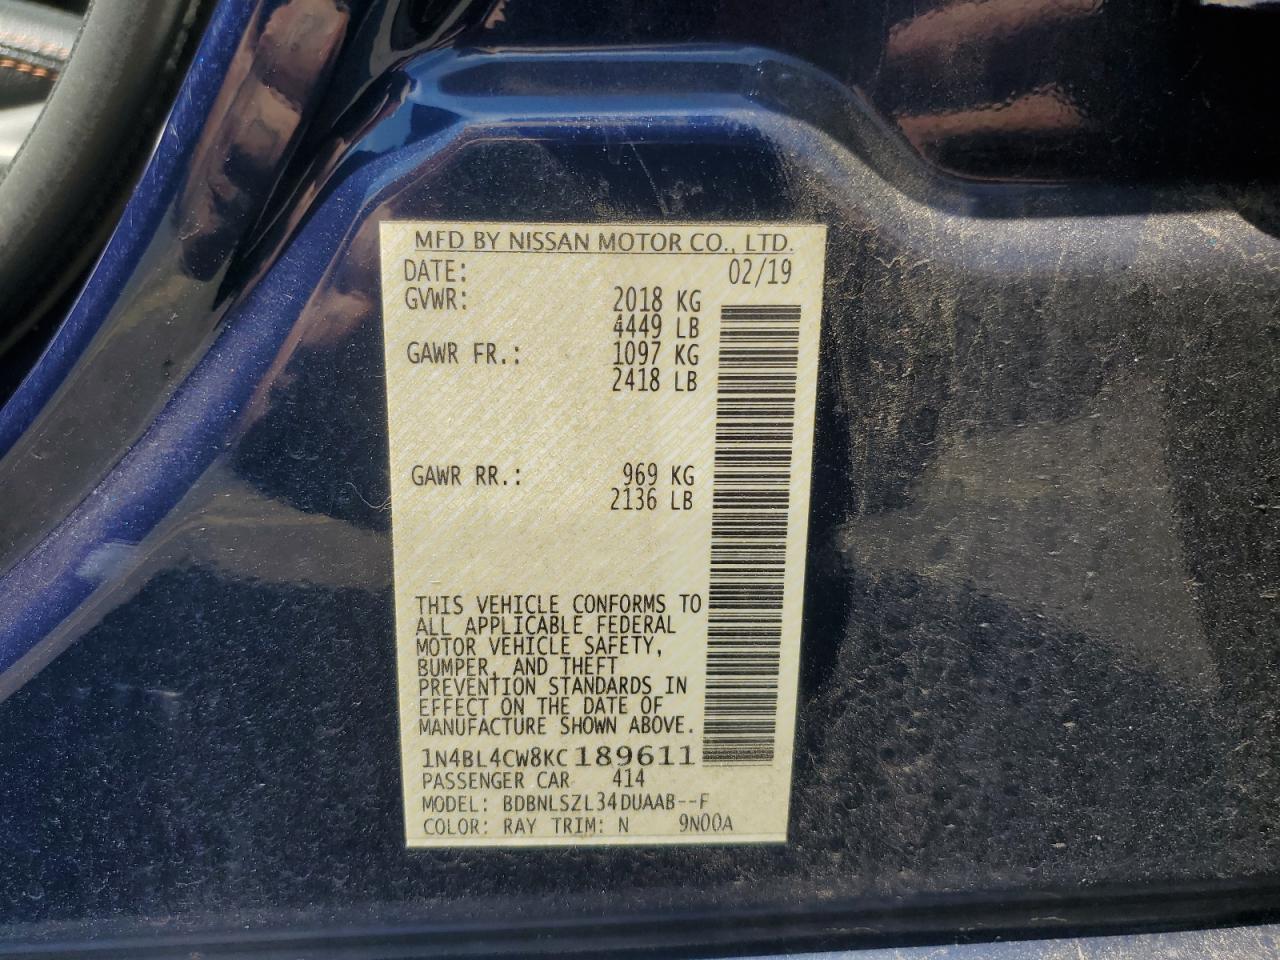 MFD BY NISSAN MOTOR CO., LTD.
DATE: 02/19
GVWR: 2018 KG
4449 LB
GAWR FR.: 1097 KG
2418 LB
GAWR RR.: 969 KG
2136 LB
THIS VEHICLE CONFORMS TO
ALL APPLICABLE FEDERAL
MOTOR VEHICLE SAFETY,
BUMPER, AND THEFT
PREVENTION STANDARDS IN
EFFECT ON THE DATE OF
MANUFACTURE SHOWN ABOVE.
1N4BL4CW8KC189611
PASSENGER CAR 414
MODEL: BDBNLSZL34DUAAB--F
COLOR: RAY TRIM: N 9N00A